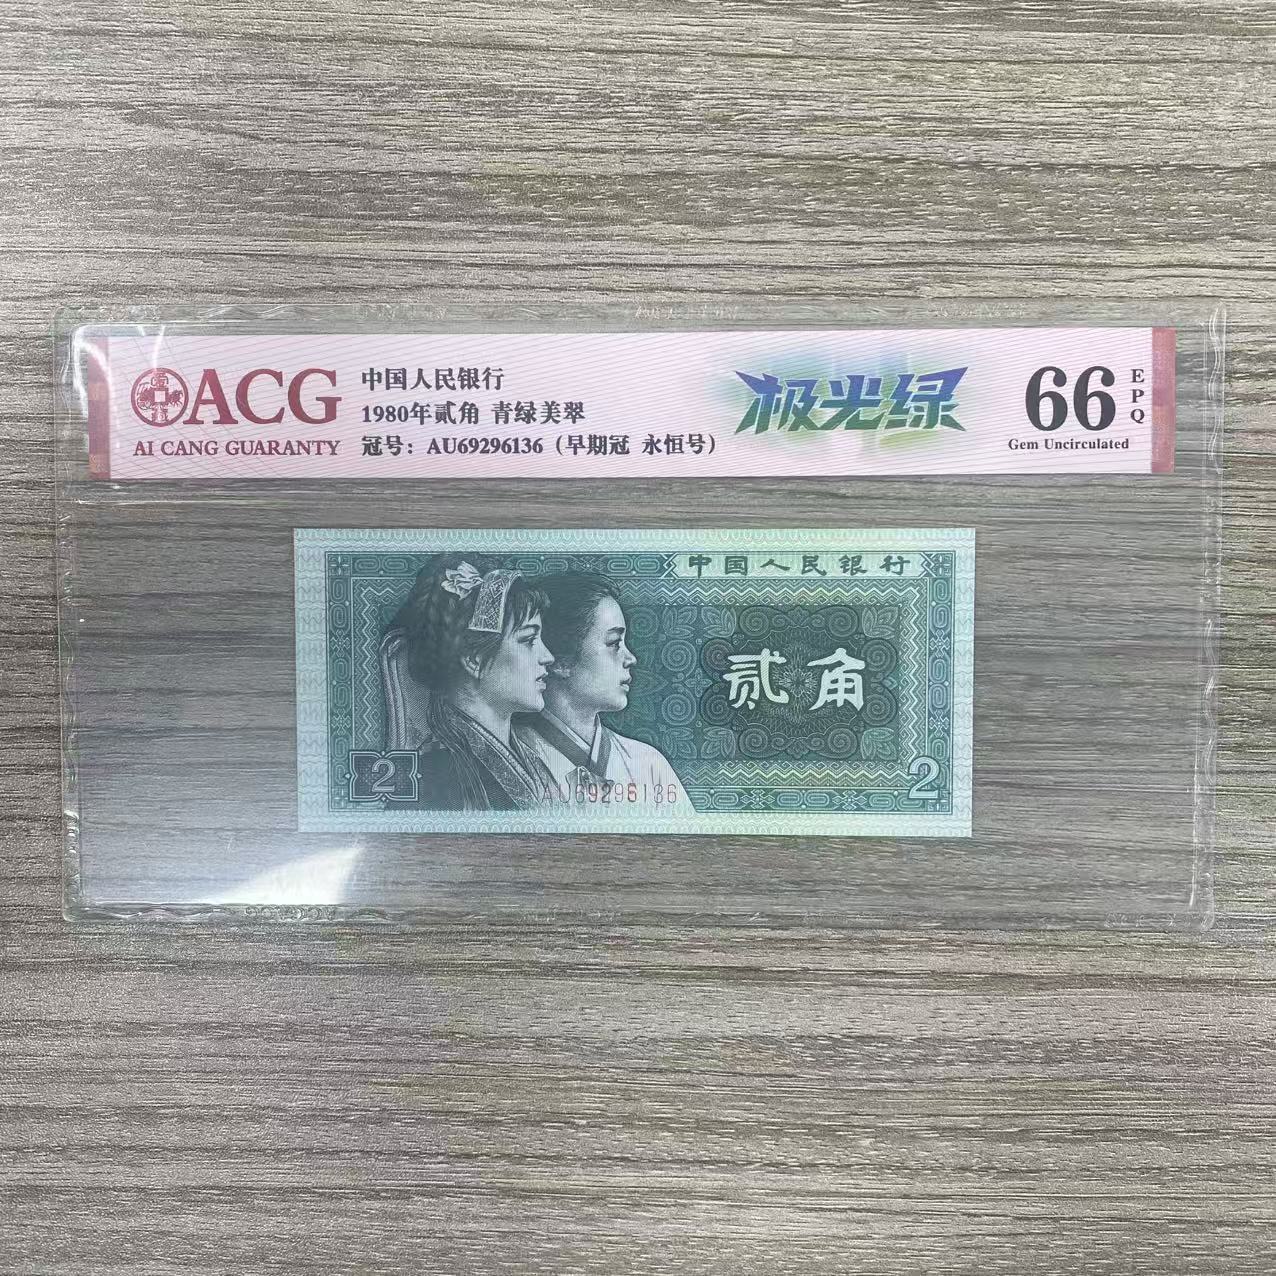 ACG
AI CANG GUARANTY
中国人民银行
1980年贰角 青绿美翠
冠号：AU69296136（早期冠 永恒号）
极光绿
66
EPQ
Gem Uncirculated
中国人民银行
贰角
2
AU69296136
2